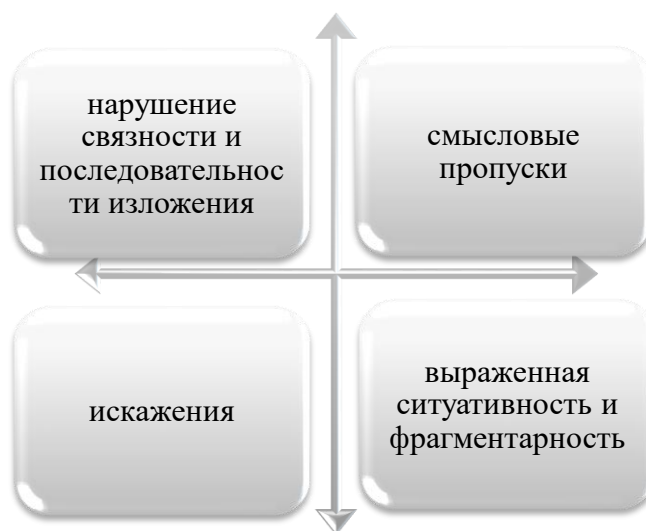 нарушение
связности и
последовательнос
ти изложения
смысловые
пропуски
искажения
выраженная
ситуативность и
фрагментарность